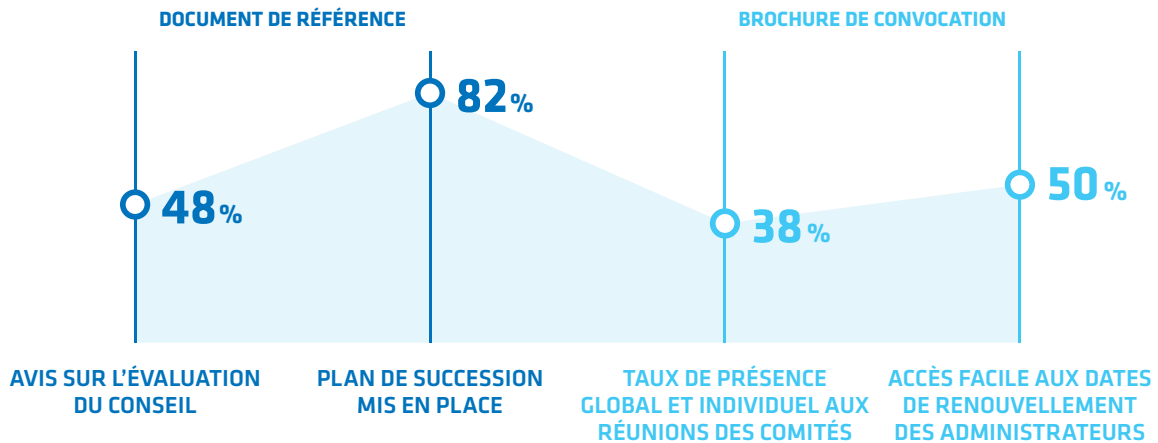 DOCUMENT DE RÉFÉRENCE
BROCHURE DE CONVOCATION
82 %
50 %
48 %
38 %
AVIS SUR L'ÉVALUATION
DU CONSEIL
PLAN DE SUCCESSION
MIS EN PLACE
TAUX DE PRÉSENCE
GLOBAL ET INDIVIDUEL AUX
RÉUNIONS DES COMITÉS
ACCÈS FACILE AUX DATES
DE RENOUVELLEMENT
DES ADMINISTRATEURS